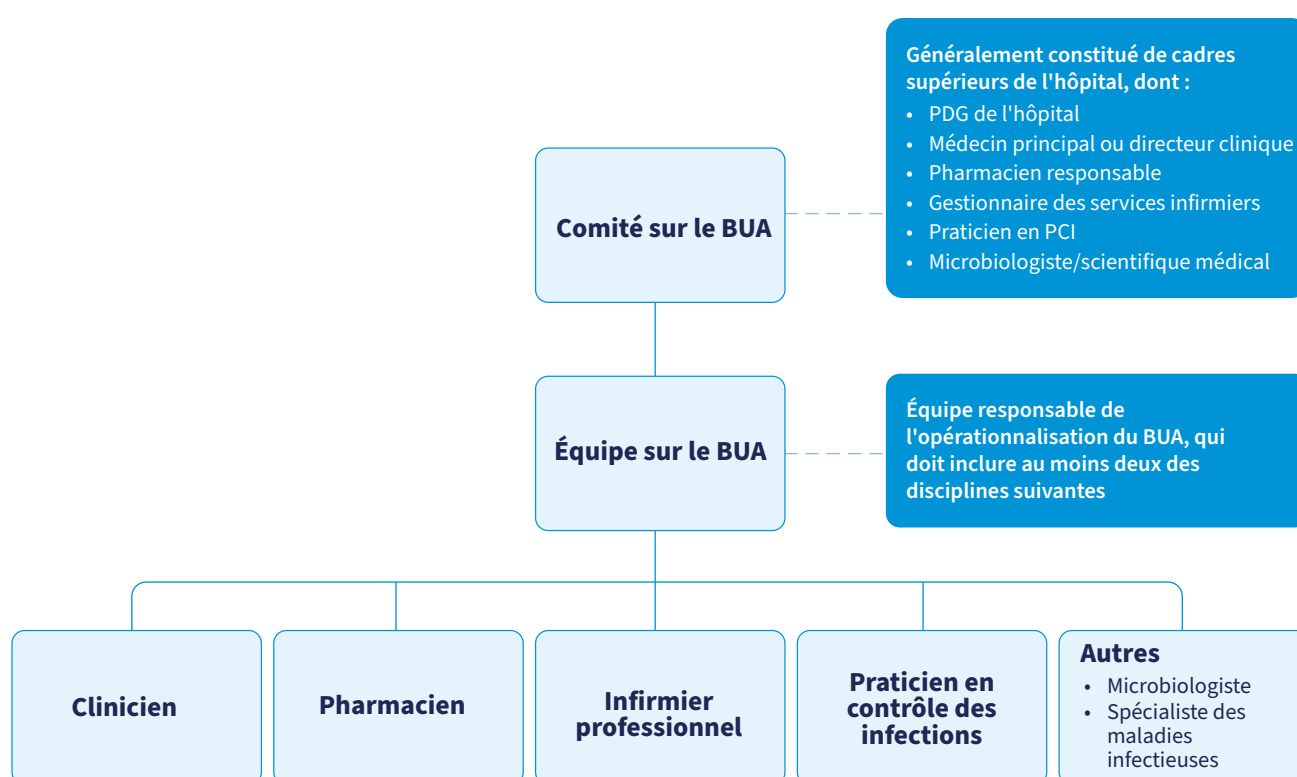 Généralement constitué de cadres
supérieurs de l'hôpital, dont :
• PDG de l'hôpital
• Médecin principal ou directeur clinique
• Pharmacien responsable
• Gestionnaire des services infirmiers
• Praticien en PCI
• Microbiologiste/scientifique médical
Comité sur le BUA
Équipe sur le BUA
Équipe responsable de
l'opérationnalisation du BUA, qui
doit inclure au moins deux des
disciplines suivantes
Clinicien
Pharmacien
Infirmier
professionnel
Praticien en
contrôle des
infections
Autres
• Microbiologiste
• Spécialiste des
maladies
infectieuses